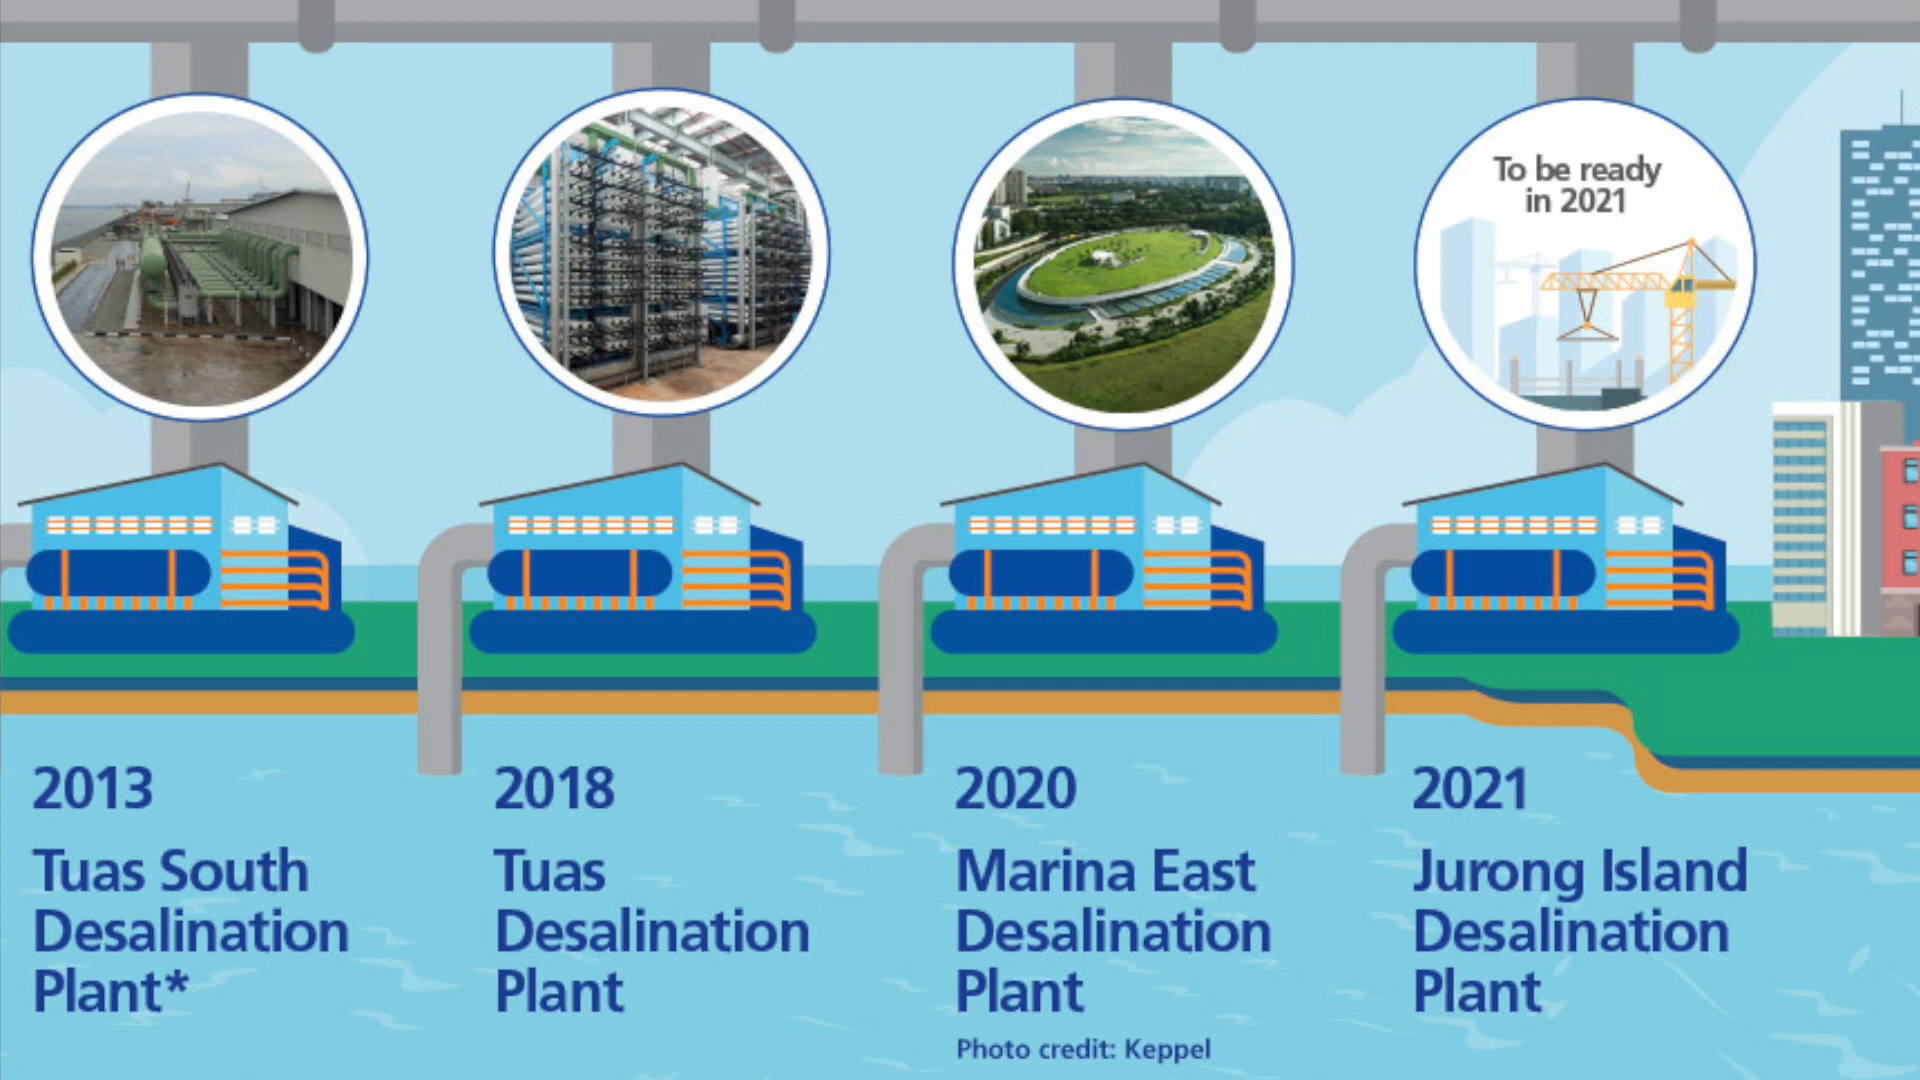 To be ready
in 2021
2013
Tuas South
Desalination
Plant*
2018
Tuas
Desalination
Plant
2020
Marina East
Desalination
Plant
Photo credit: Keppel
2021
Jurong Island
Desalination
Plant